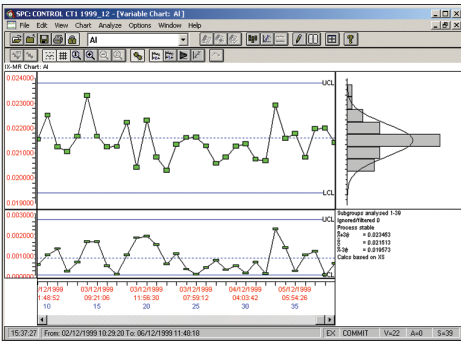 SPC: CONTROL CT1 1999_12 - [Variable Chart: Al ]
File Edit View Chart Analyze Options Window Help
Al
IX-MR Chart: Al
0.024000
0.023000
0.022000
0.021000
0.020000
0.019000
UCL
LCL
0.003000
0.002000
0.001000
0.000000
UCL
LCL
Subgroups analysed 1-39
Ignored/filtered 0
Process stable
= 0.023453
= 0.021513
= 0.019573
Calcs based on XS
/12/1999 03/12/1999 03/12/1999 04/12/1999 04/12/1999 05/12/1999
1:48:52 09:21:06 11:56:30 07:59:12 04:03:42 05:54:26
10 15 20 25 30 35
15:37:27 From: 02/12/1999 10:29:20 To: 06/12/1999 11:48:18 EX COMMIT V=22 A=0 S=39